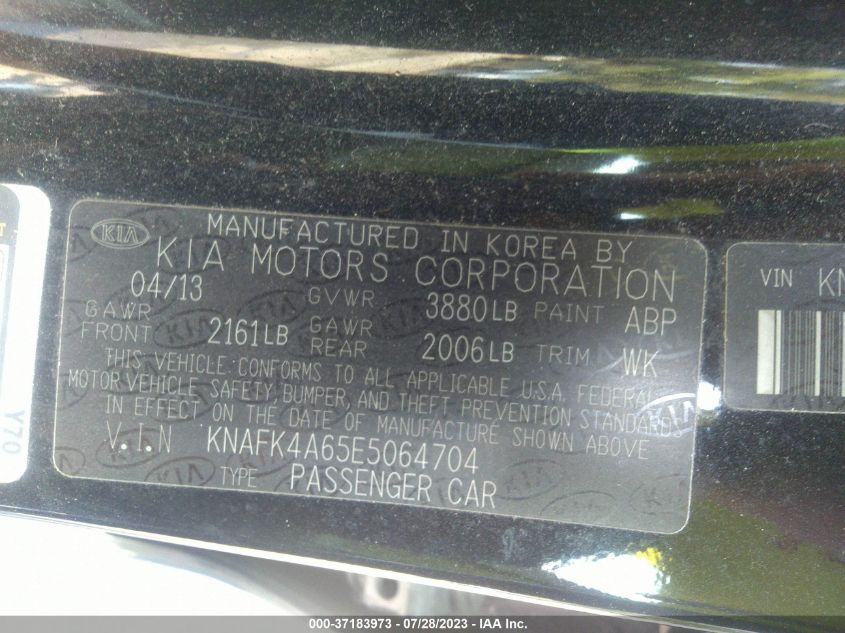 KIA
MANUFACTURED IN KOREA BY
KIA MOTORS CORPORATION
04/13 GVWR 3880LB PAINT ABP
GAWR FRONT 2161LB GAWR REAR 2006LB TRIM WK
THIS VEHICLE CONFORMS TO ALL APPLICABLE U.S.A. FEDERAL
MOTOR VEHICLE SAFETY BUMPER, AND THEFT PREVENTION STANDARDS
IN EFFECT ON THE DATE OF MANUFACTURE SHOWN ABOVE
V.I.N KNAFK4A65E5064704
TYPE PASSENGER CAR
VIN KN
Y70
000-37183973 / 07/28/2023 - IAA Inc.